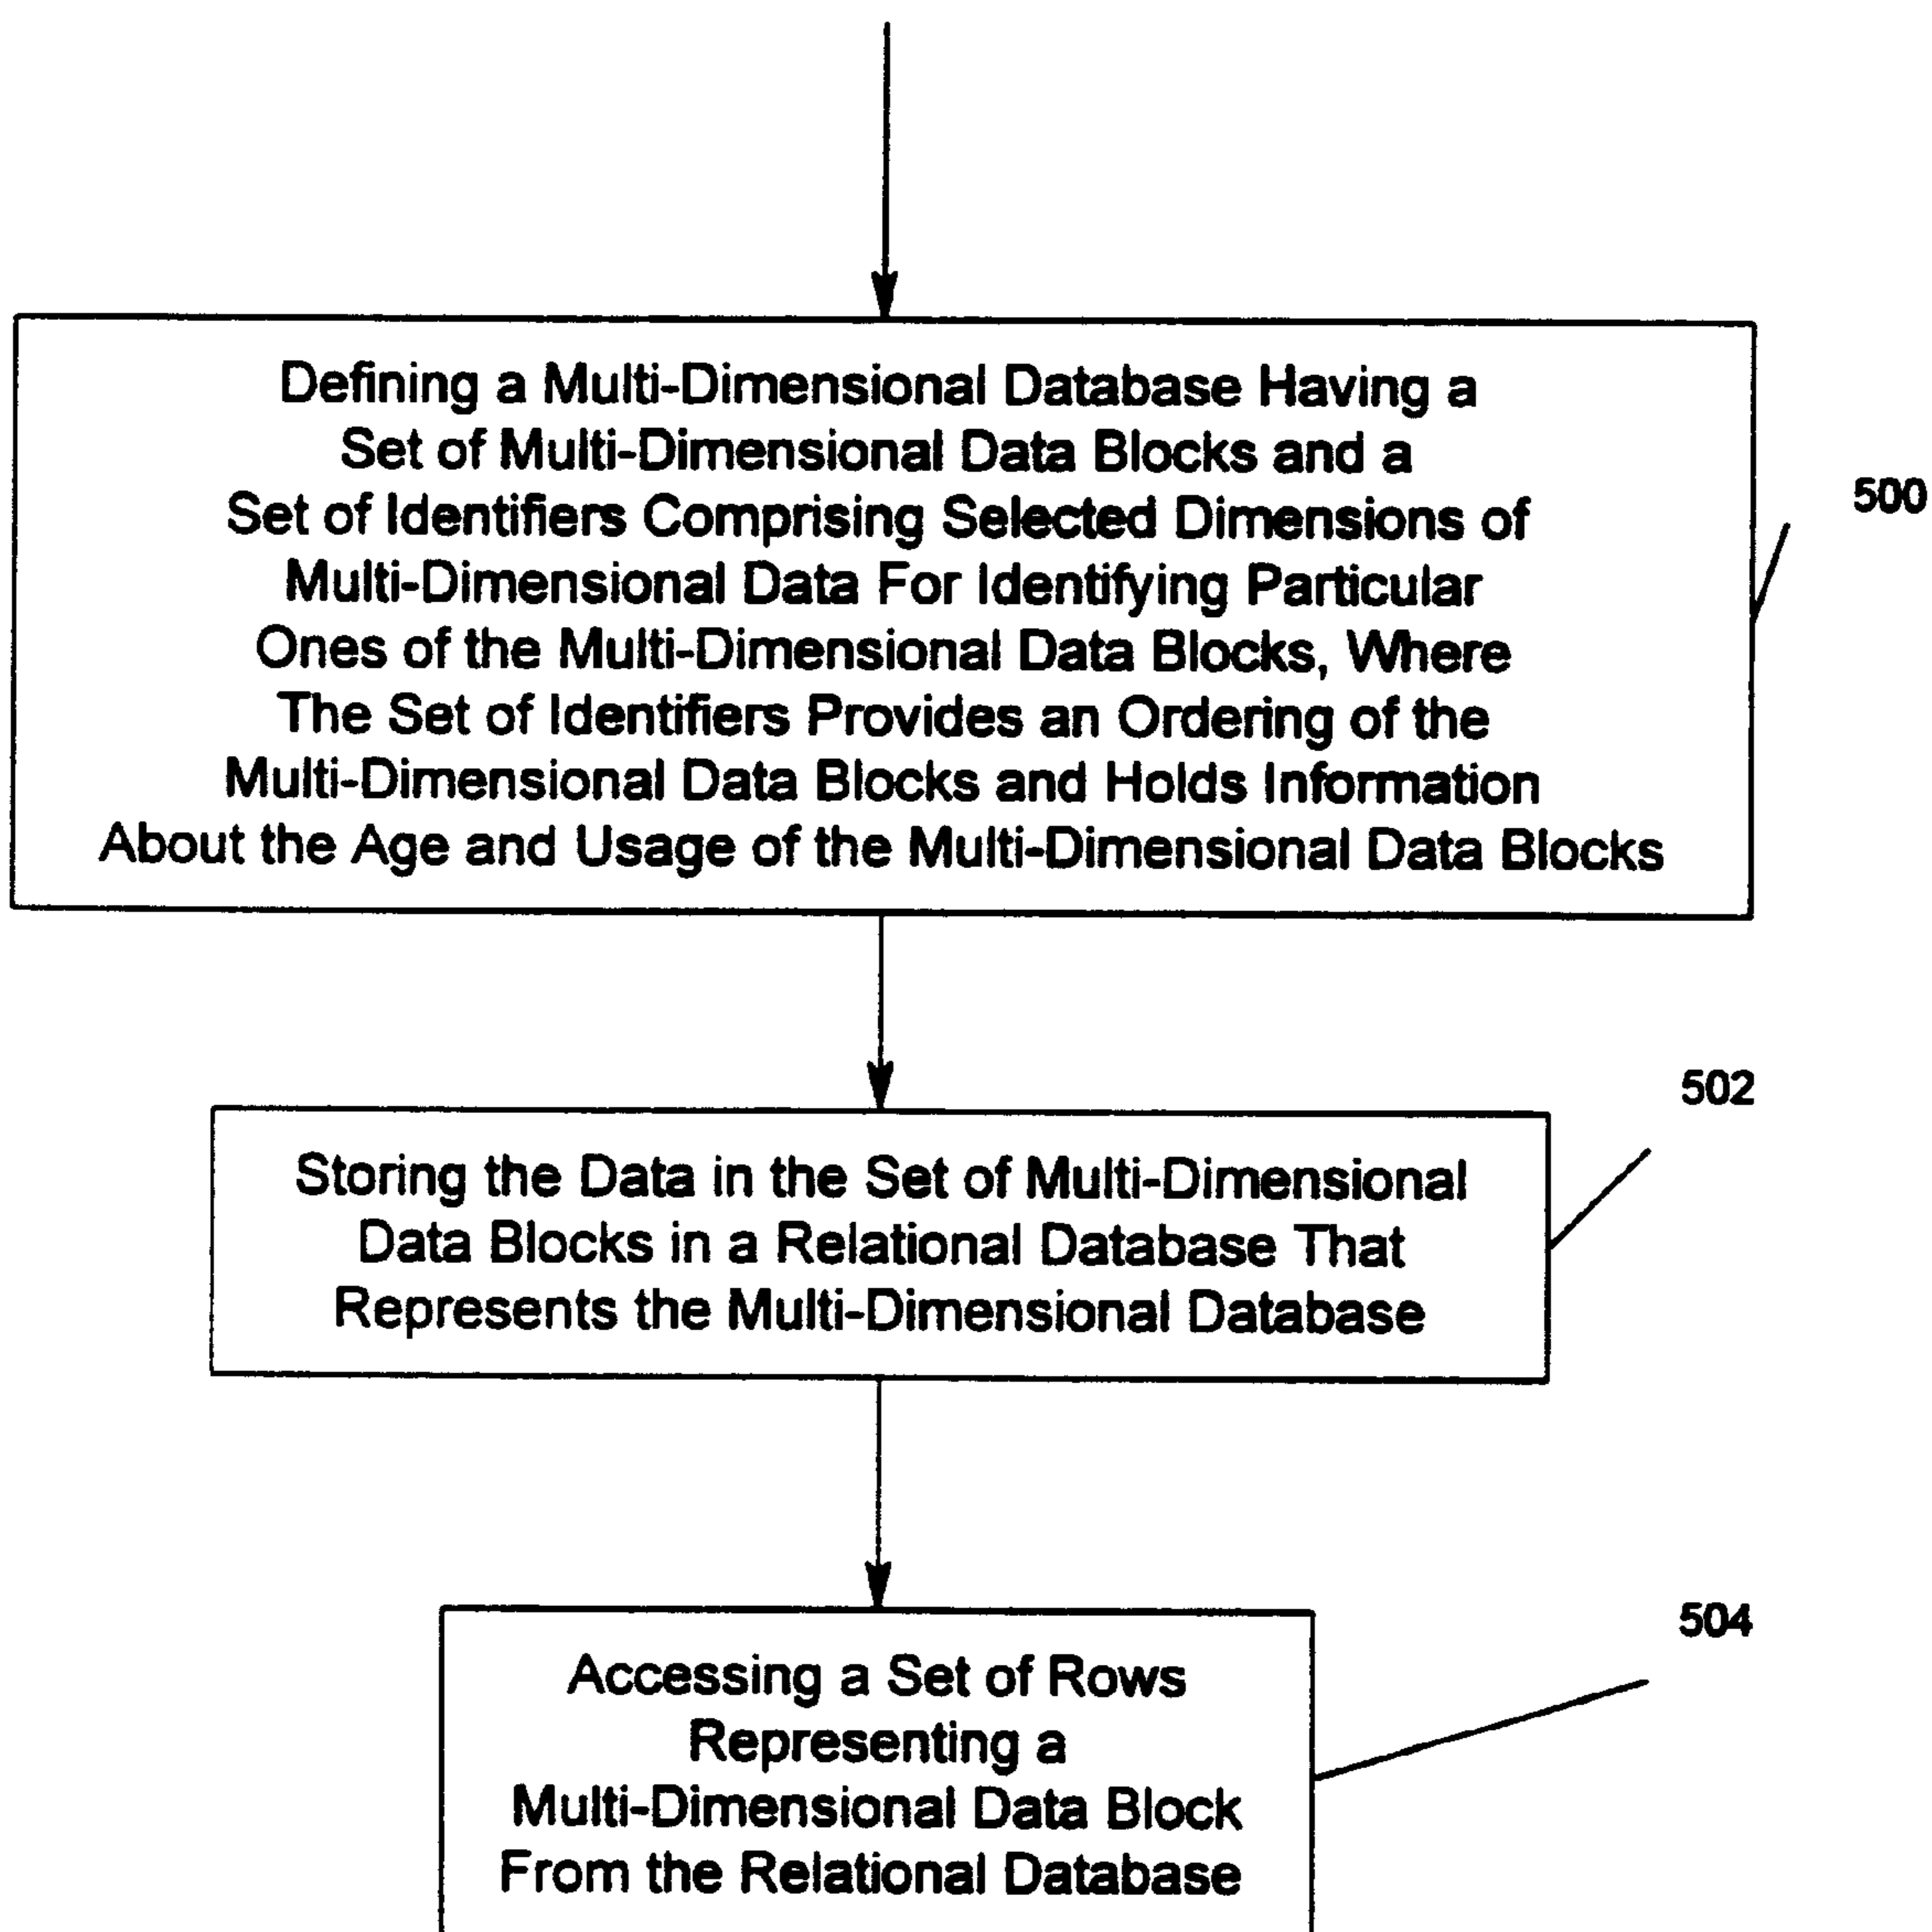 Defining a Multi-Dimensional Database Having a
Set of Multi-Dimensional Data Blocks and a
Set of Identifiers Comprising Selected Dimensions of
Multi-Dimensional Data For Identifying Particular
Ones of the Multi-Dimensional Data Blocks, Where
The Set of Identifiers Provides an Ordering of the
Multi-Dimensional Data Blocks and Holds Information
About the Age and Usage of the Multi-Dimensional Data Blocks
500
502
Storing the Data in the Set of Multi-Dimensional
Data Blocks in a Relational Database That
Represents the Multi-Dimensional Database
504
Accessing a Set of Rows
Representing a
Multi-Dimensional Data Block
From the Relational Database